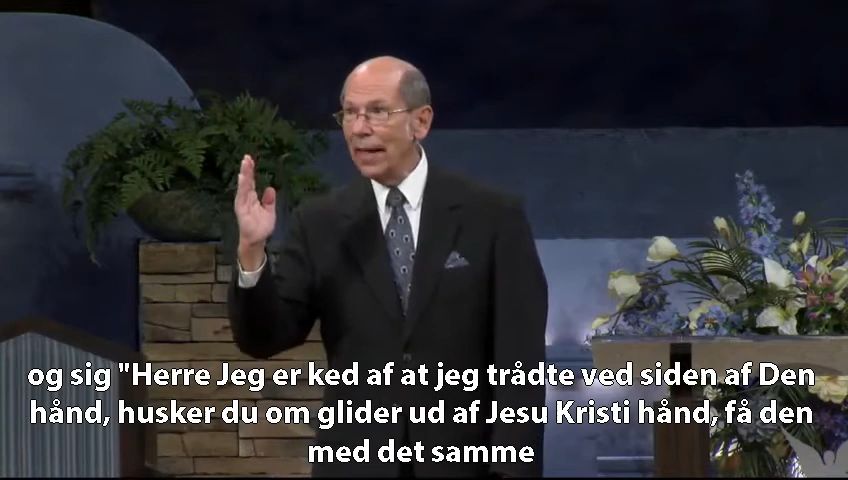 og sig "Herre Jeg er ked af at jeg trådte ved siden af Den
hånd, husker du om glider ud af Jesu Kristi hånd, få den
med det samme